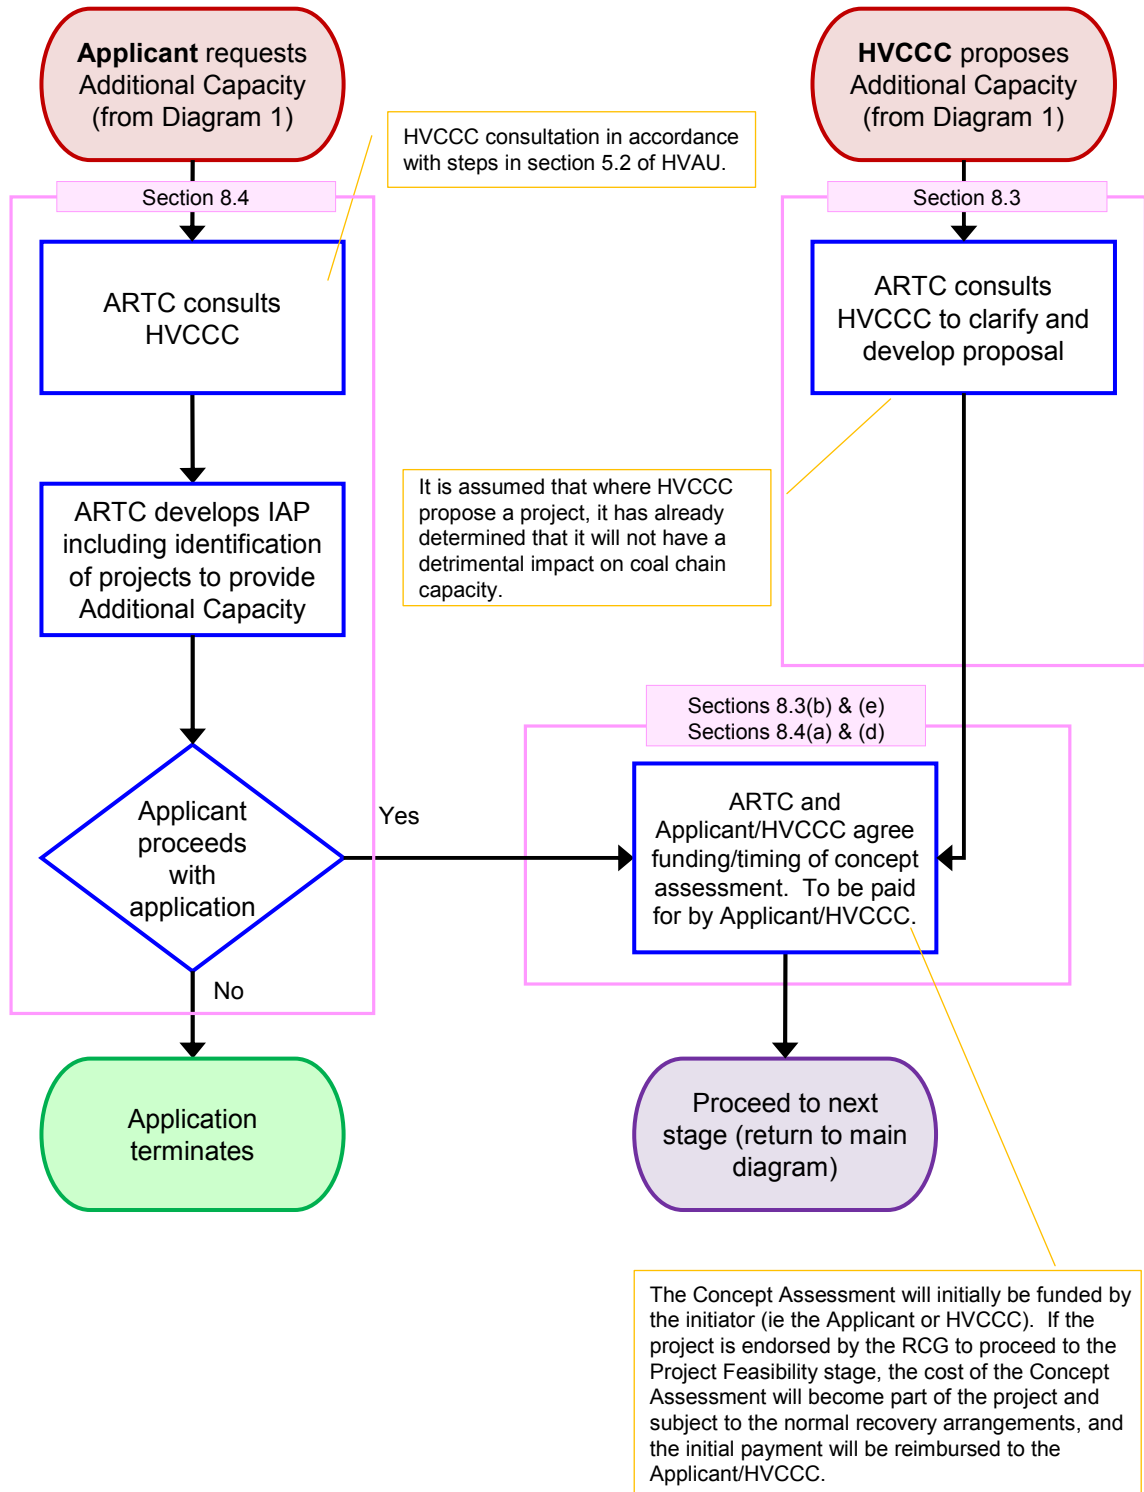 Applicant requests
Additional Capacity
(from Diagram 1)
HVCCC proposes
Additional Capacity
(from Diagram 1)
HVCCC consultation in accordance
with steps in section 5.2 of HVAU.
Section 8.4
Section 8.3
ARTC consults
HVCCC
ARTC consults
HVCCC to clarify and
develop proposal
It is assumed that where HVCCC
propose a project, it has already
determined that it will not have a
detrimental impact on coal chain
capacity.
ARTC develops IAP
including identification
of projects to provide
Additional Capacity
Sections 8.3(b) & (e)
Sections 8.4(a) & (d)
Applicant
proceeds
with
application
Yes
No
ARTC and
Applicant/HVCCC agree
funding/timing of concept
assessment.  To be paid
for by Applicant/HVCCC.
Application
terminates
Proceed to next
stage (return to main
diagram)
The Concept Assessment will initially be funded by
the initiator (ie the Applicant or HVCCC).  If the
project is endorsed by the RCG to proceed to the
Project Feasibility stage, the cost of the Concept
Assessment will become part of the project and
subject to the normal recovery arrangements, and
the initial payment will be reimbursed to the
Applicant/HVCCC.